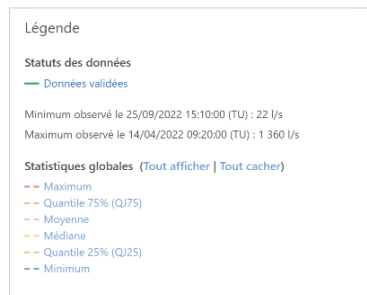 Légende
Statuts des données
Données validées
Minimum observé le 25/09/2022 15:10:00 (TU) : 22 l/s
Maximum observé le 14/04/2022 09:20:00 (TU) : 1 360 l/s
Statistiques globales (Tout afficher | Tout cacher)
Maximum
Quantile 75% (QJ75)
Moyenne
Médiane
Quantile 25% (QJ25)
Minimum